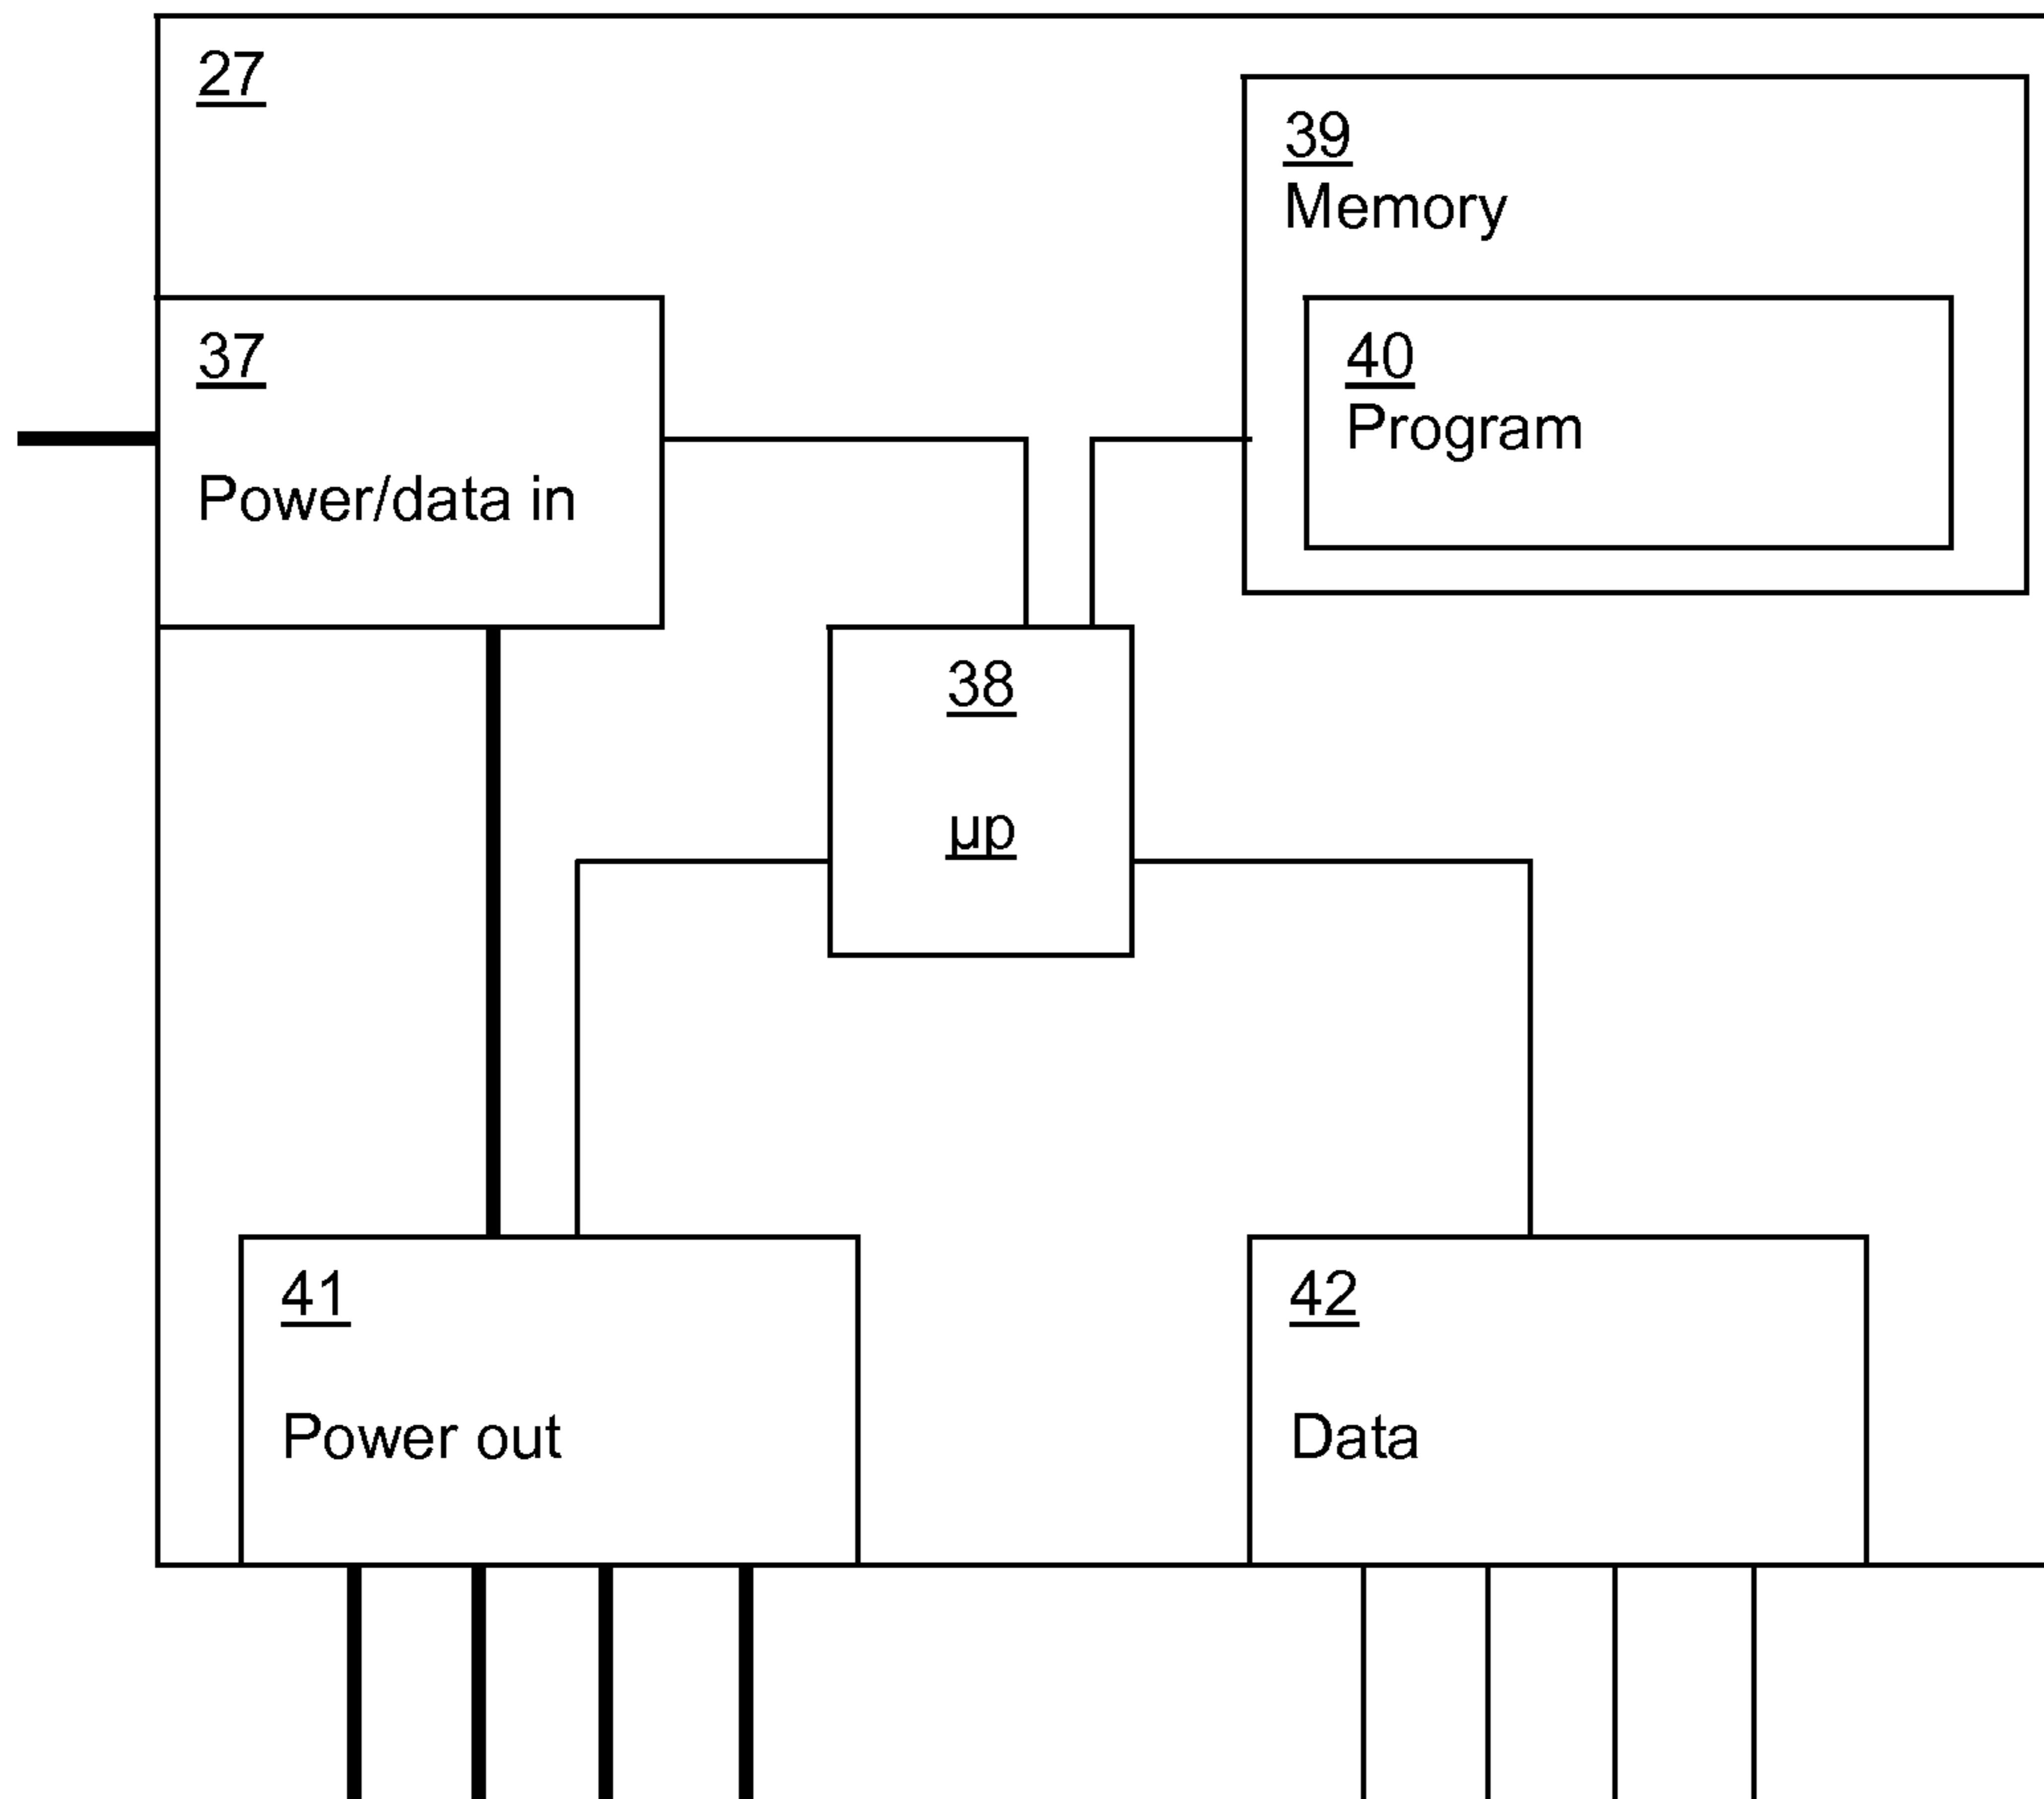 27
39
Memory
37
Power/data in
40
Program
38
µp
41
Power out
42
Data